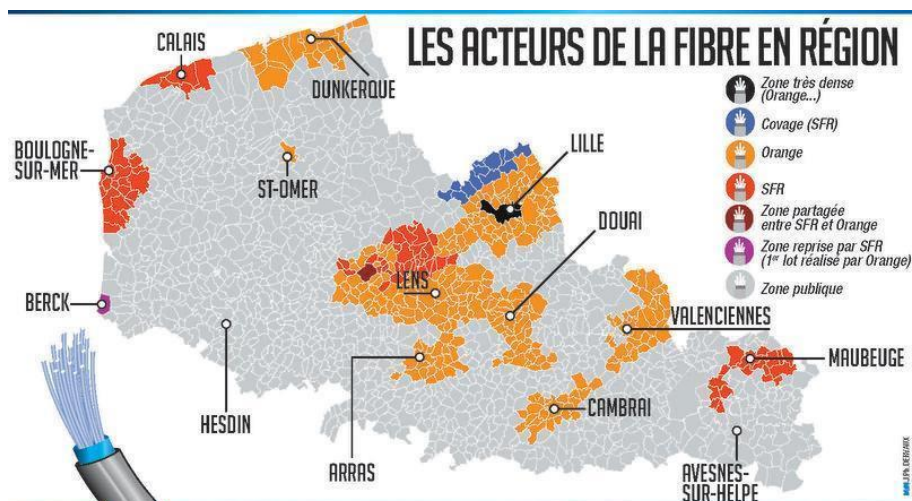 LES ACTEURS DE LA FIBRE EN RÉGION
CALAIS
DUNKERQUE
BOULOGNE-
SUR-MER
ST-OMER
LILLE
DOUAI
LENS
BERCK
VALENCIENNES
MAUBEUGE
HESDIN
ARRAS
CAMBRAI
AVESNES-
SUR-HELPE
Zone très dense
(Orange...)
Covage (SFR)
Orange
SFR
Zone partagée
entre SFR et Orange
Zone reprise par SFR
(1er lot réalisé par Orange)
Zone publique